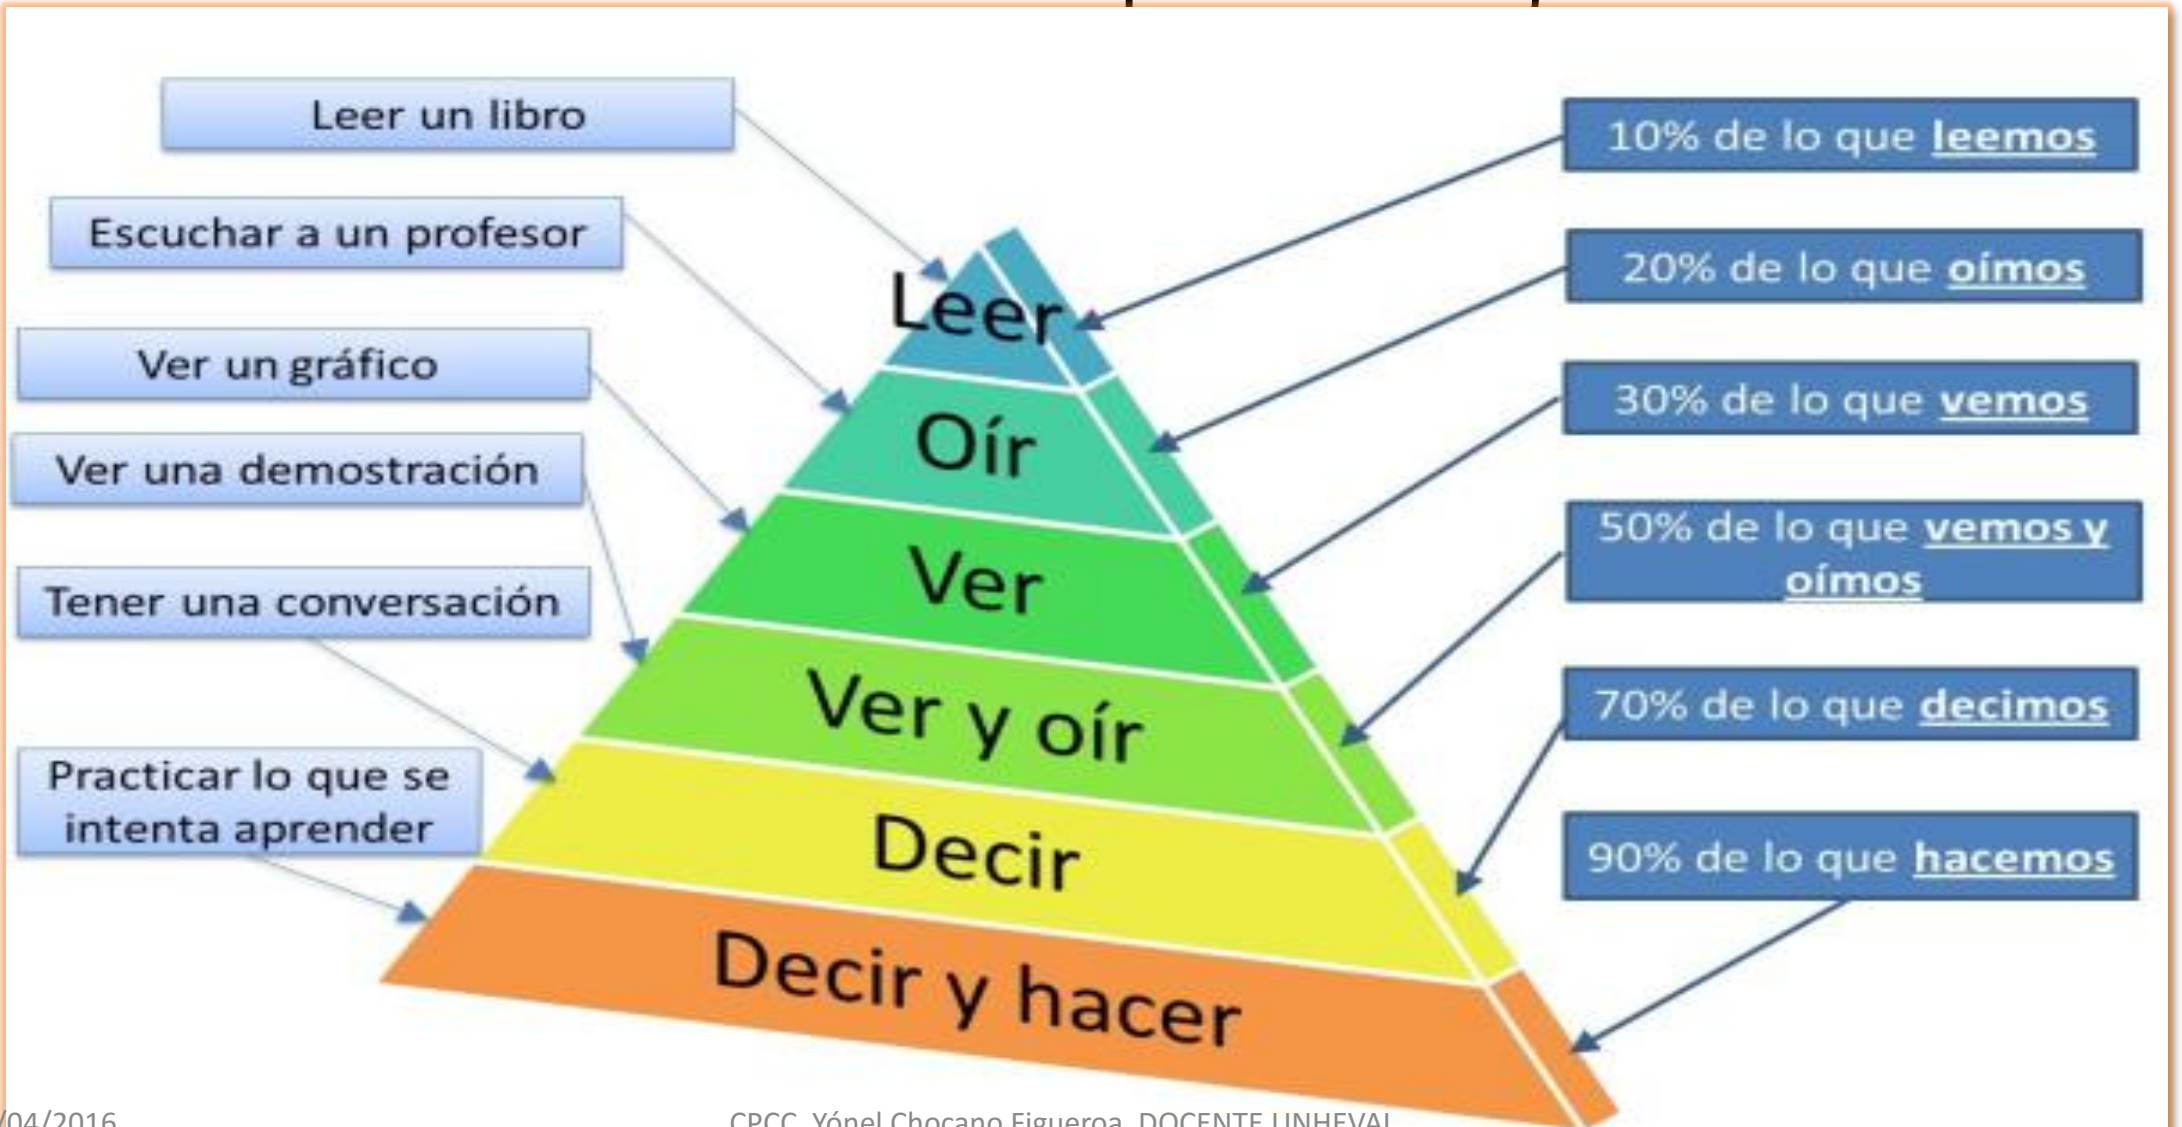 Leer un libro
Escuchar a un profesor
Ver un gráfico
Ver una demostración
Tener una conversación
Practicar lo que se
intenta aprender
Leer
Oír
Ver
Ver y oír
Decir
Decir y hacer
10% de lo que leemos
20% de lo que oímos
30% de lo que vemos
50% de lo que vemos y
oímos
70% de lo que decimos
90% de lo que hacemos
/04/2016
CPCC. Yónel Chocano Figueroa. DOCENTE UNHEVAL